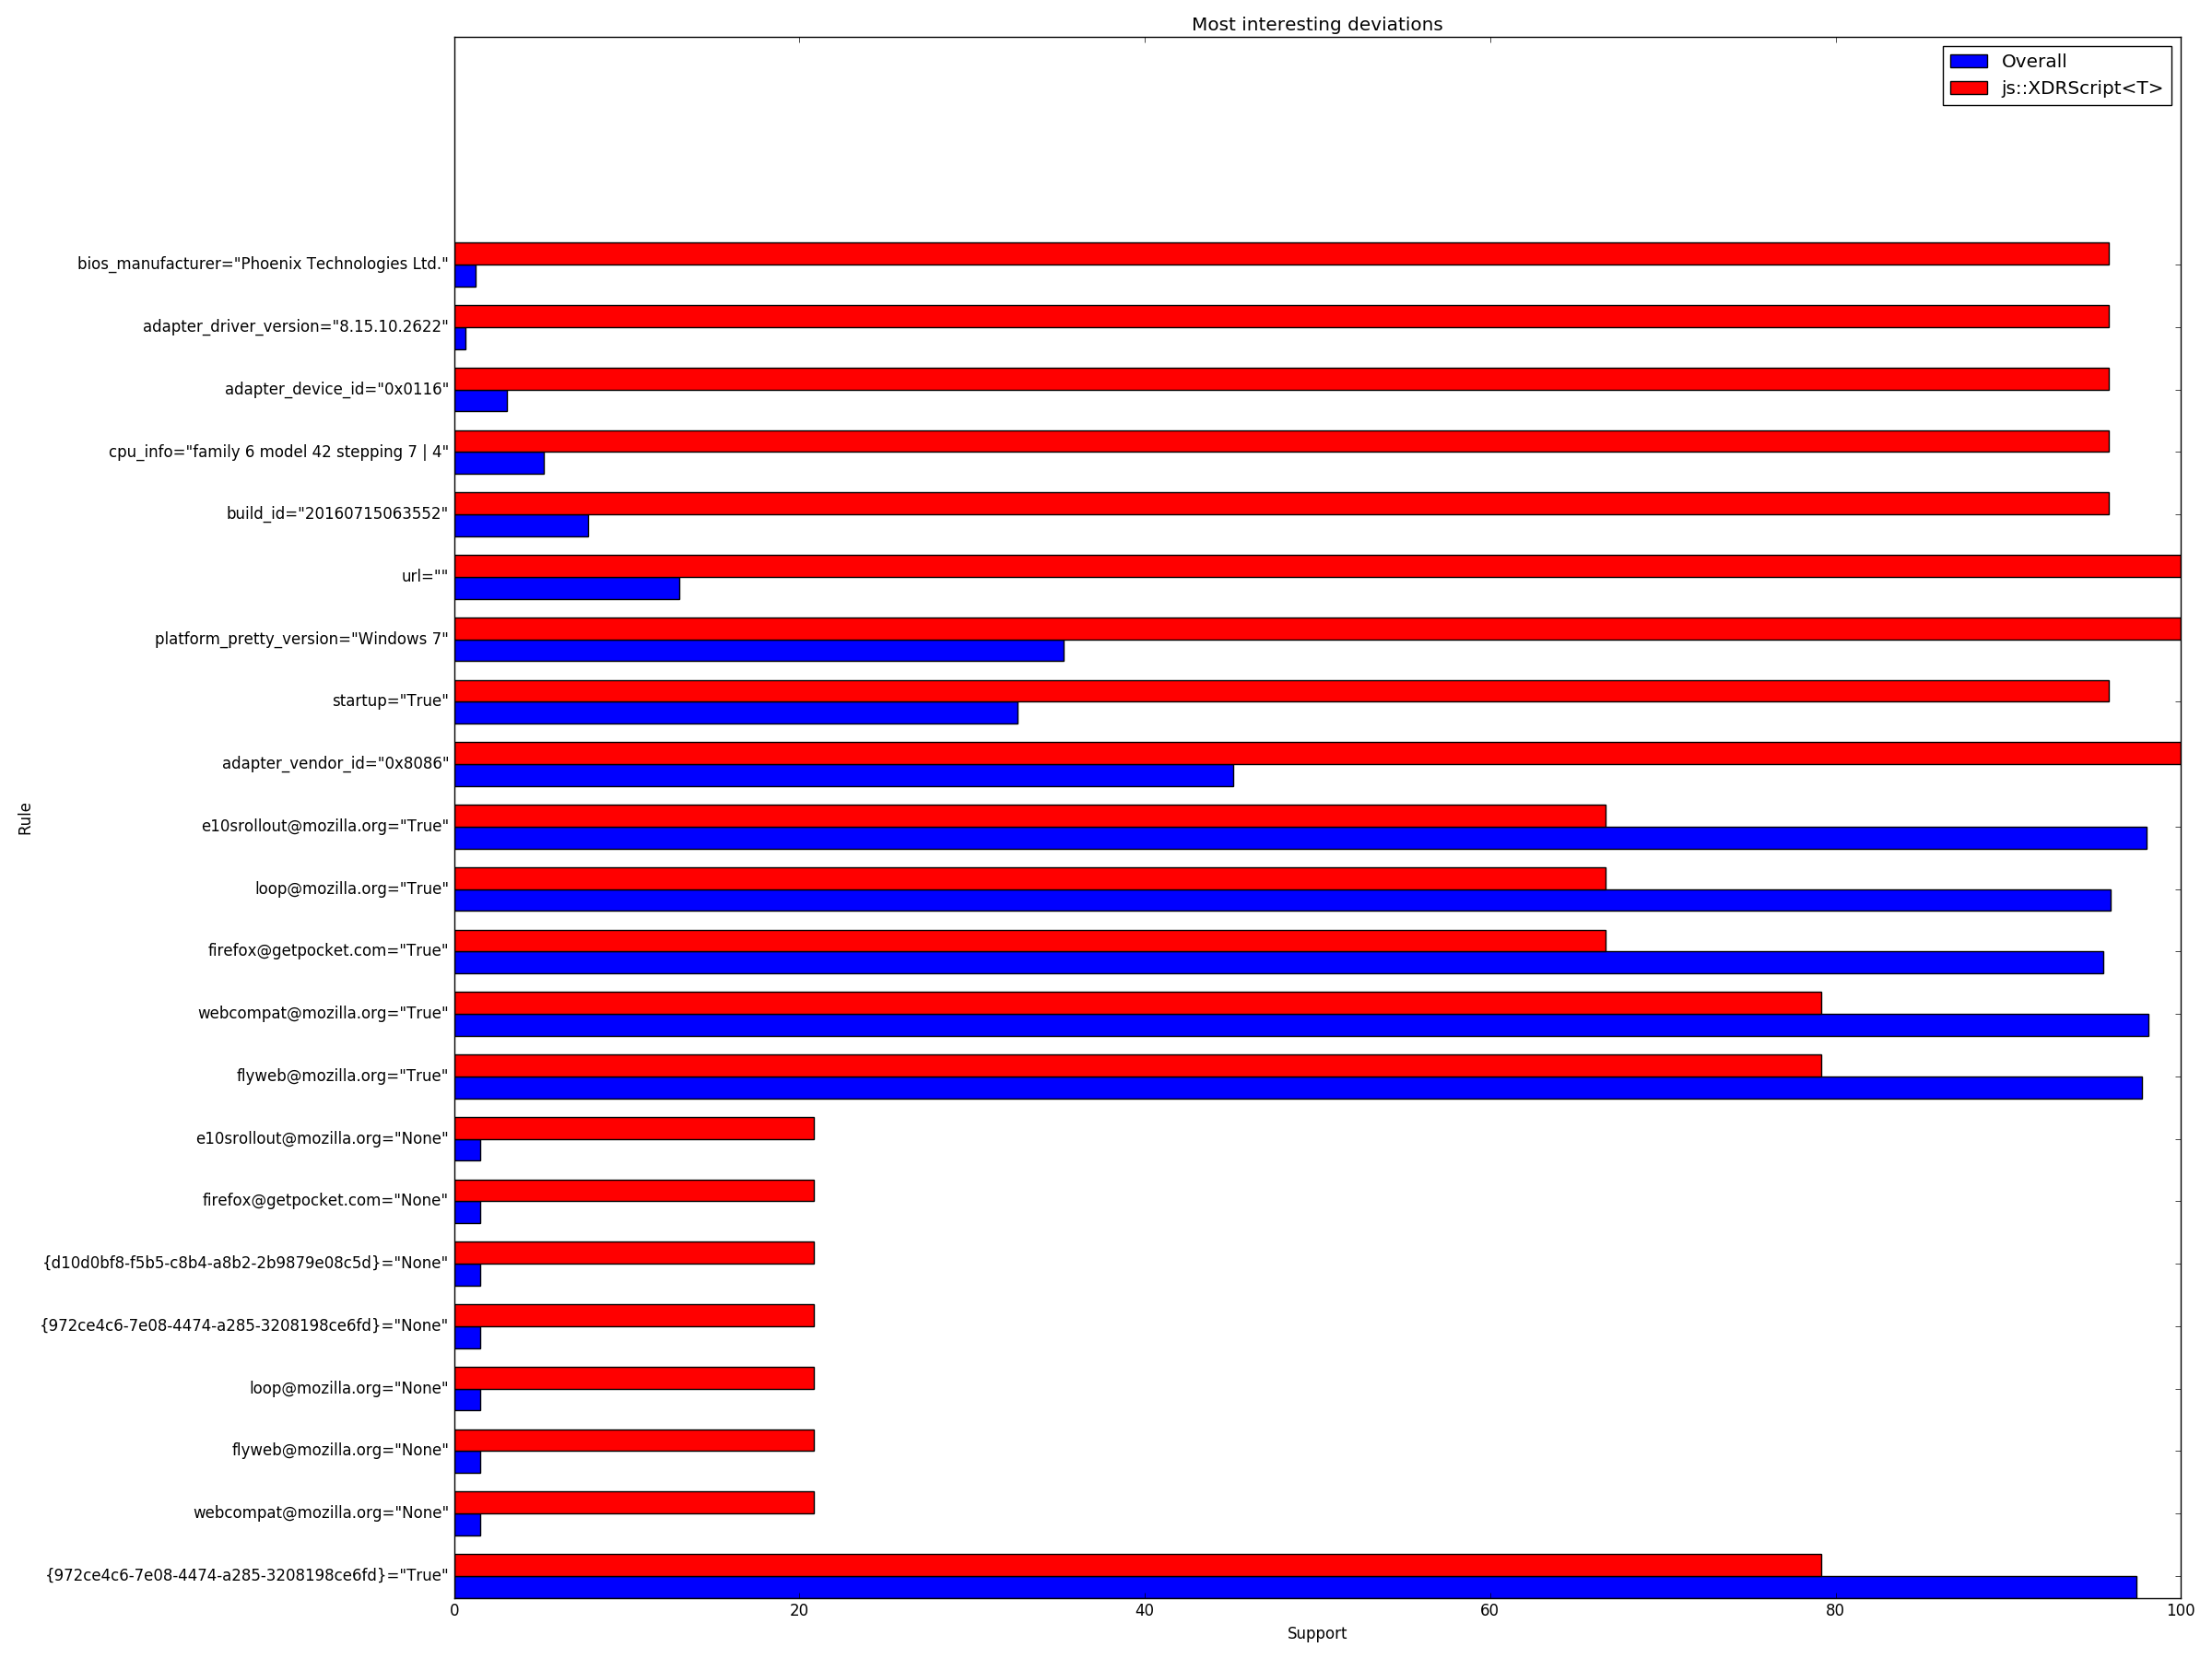 Most interesting deviations
Overall
js::XDRScript<T>
bios_manufacturer="Phoenix Technologies Ltd."
adapter_driver_version="8.15.10.2622"
adapter_device_id="0x0116"
cpu_info="family 6 model 42 stepping 7 | 4"
build_id="20160715063552"
url=""
platform_pretty_version="Windows 7"
startup="True"
adapter_vendor_id="0x8086"
e10srollout@mozilla.org="True"
loop@mozilla.org="True"
firefox@getpocket.com="True"
webcompat@mozilla.org="True"
flyweb@mozilla.org="True"
e10srollout@mozilla.org="None"
firefox@getpocket.com="None"
{d10d0bf8-f5b5-c8b4-a8b2-2b9879e08c5d}="None"
{972ce4c6-7e08-4474-a285-3208198ce6fd}="None"
loop@mozilla.org="None"
flyweb@mozilla.org="None"
webcompat@mozilla.org="None"
{972ce4c6-7e08-4474-a285-3208198ce6fd}="True"
Rule
0 20 40 60 80 100
Support